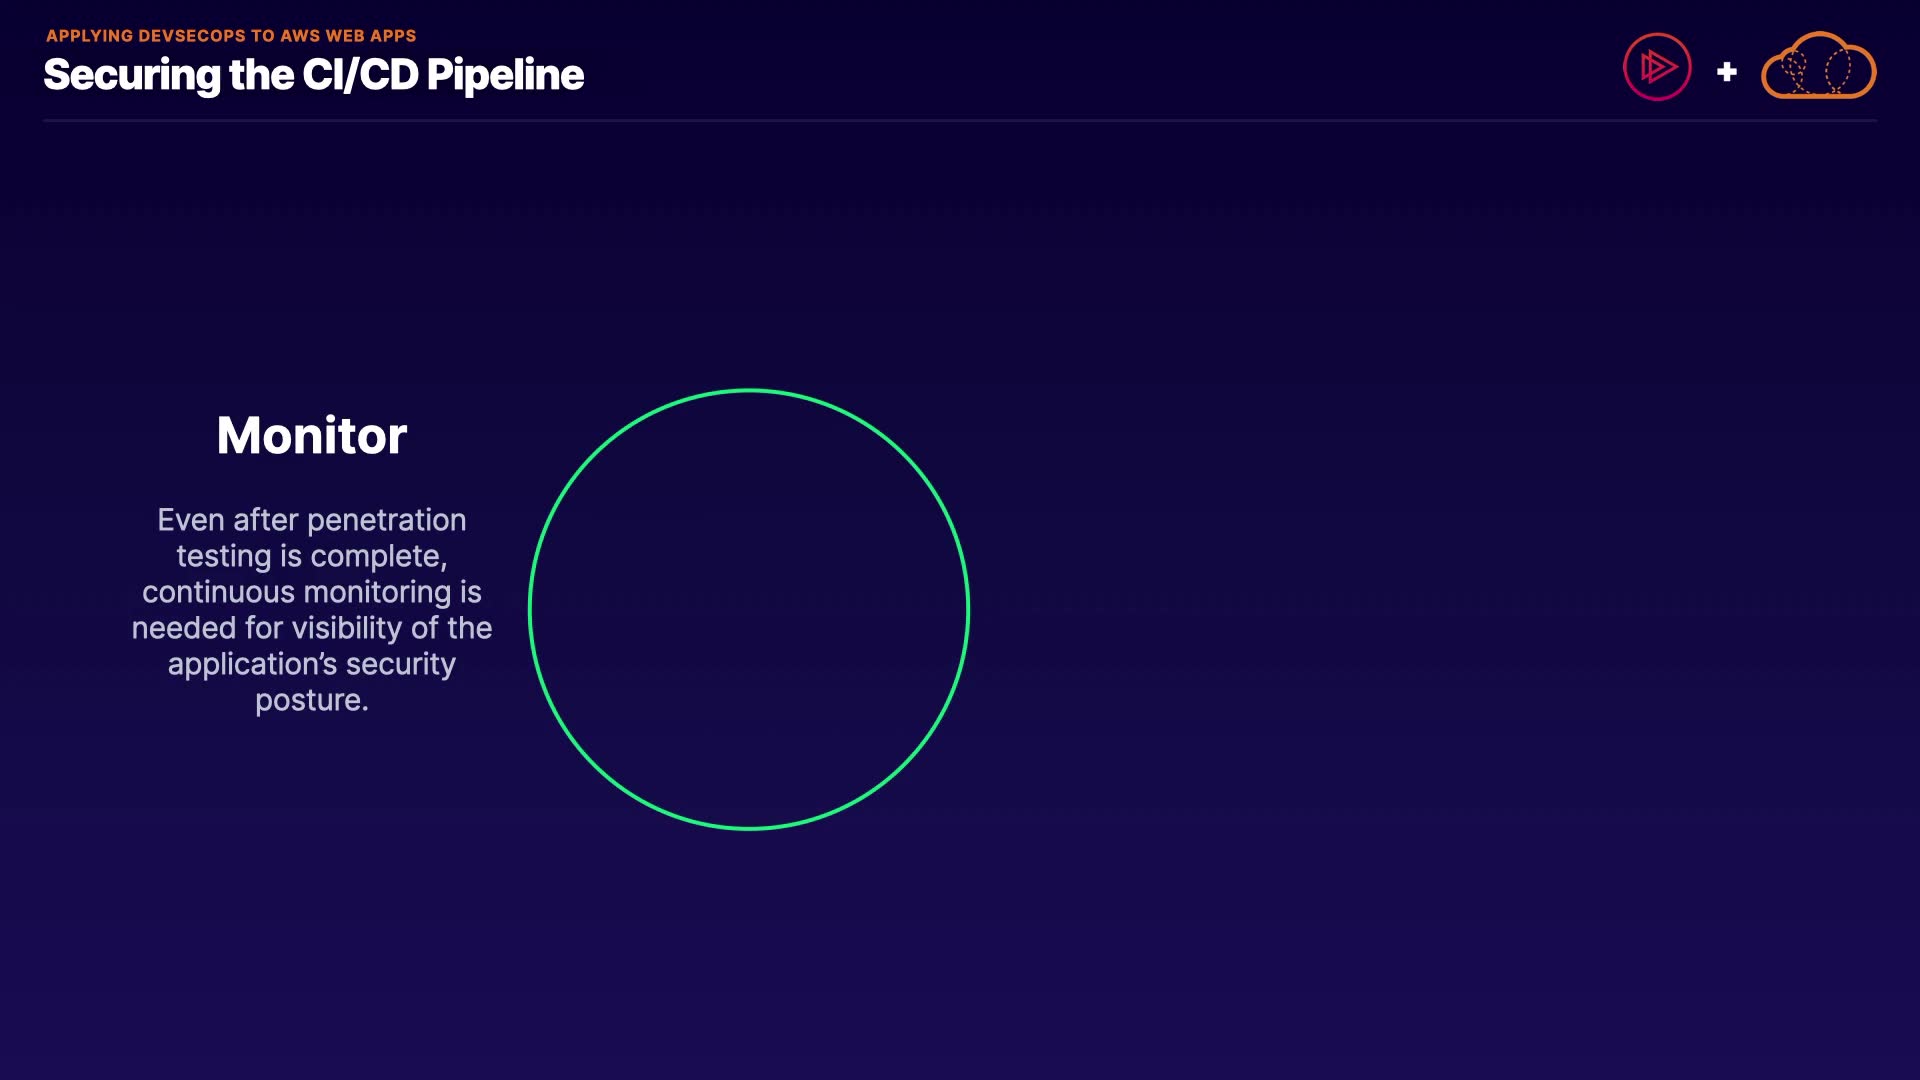 APPLYING DEVSECOPS TO AWS WEB APPS
Securing the CI/CD Pipeline
Monitor
Even after penetration
testing is complete,
continuous monitoring is
needed for visibility of the
application’s security
posture.